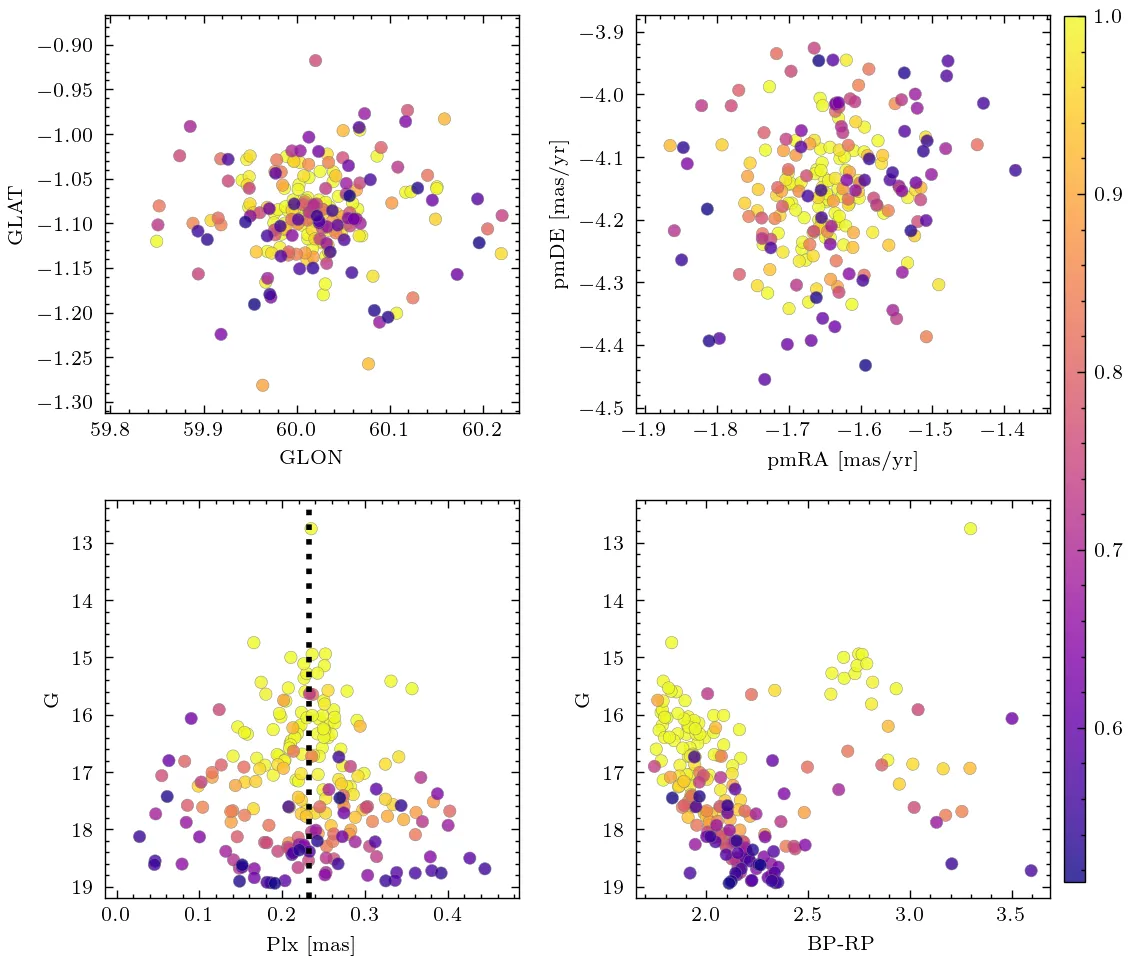 −0.90
−0.95
−1.00
−1.05
−1.10
−1.15
−1.20
−1.25
−1.30
GLAT
59.8 59.9 60.0 60.1 60.2
GLON
−3.9
−4.0
−4.1
−4.2
−4.3
−4.4
−4.5
pmDE [mas/yr]
−1.9 −1.8 −1.7 −1.6 −1.5 −1.4
pmRA [mas/yr]
1.0
0.9
0.8
0.7
0.6
13
14
15
16
17
18
19
G
0.0 0.1 0.2 0.3 0.4
Plx [mas]
13
14
15
16
17
18
19
G
2.0 2.5 3.0 3.5
BP-RP